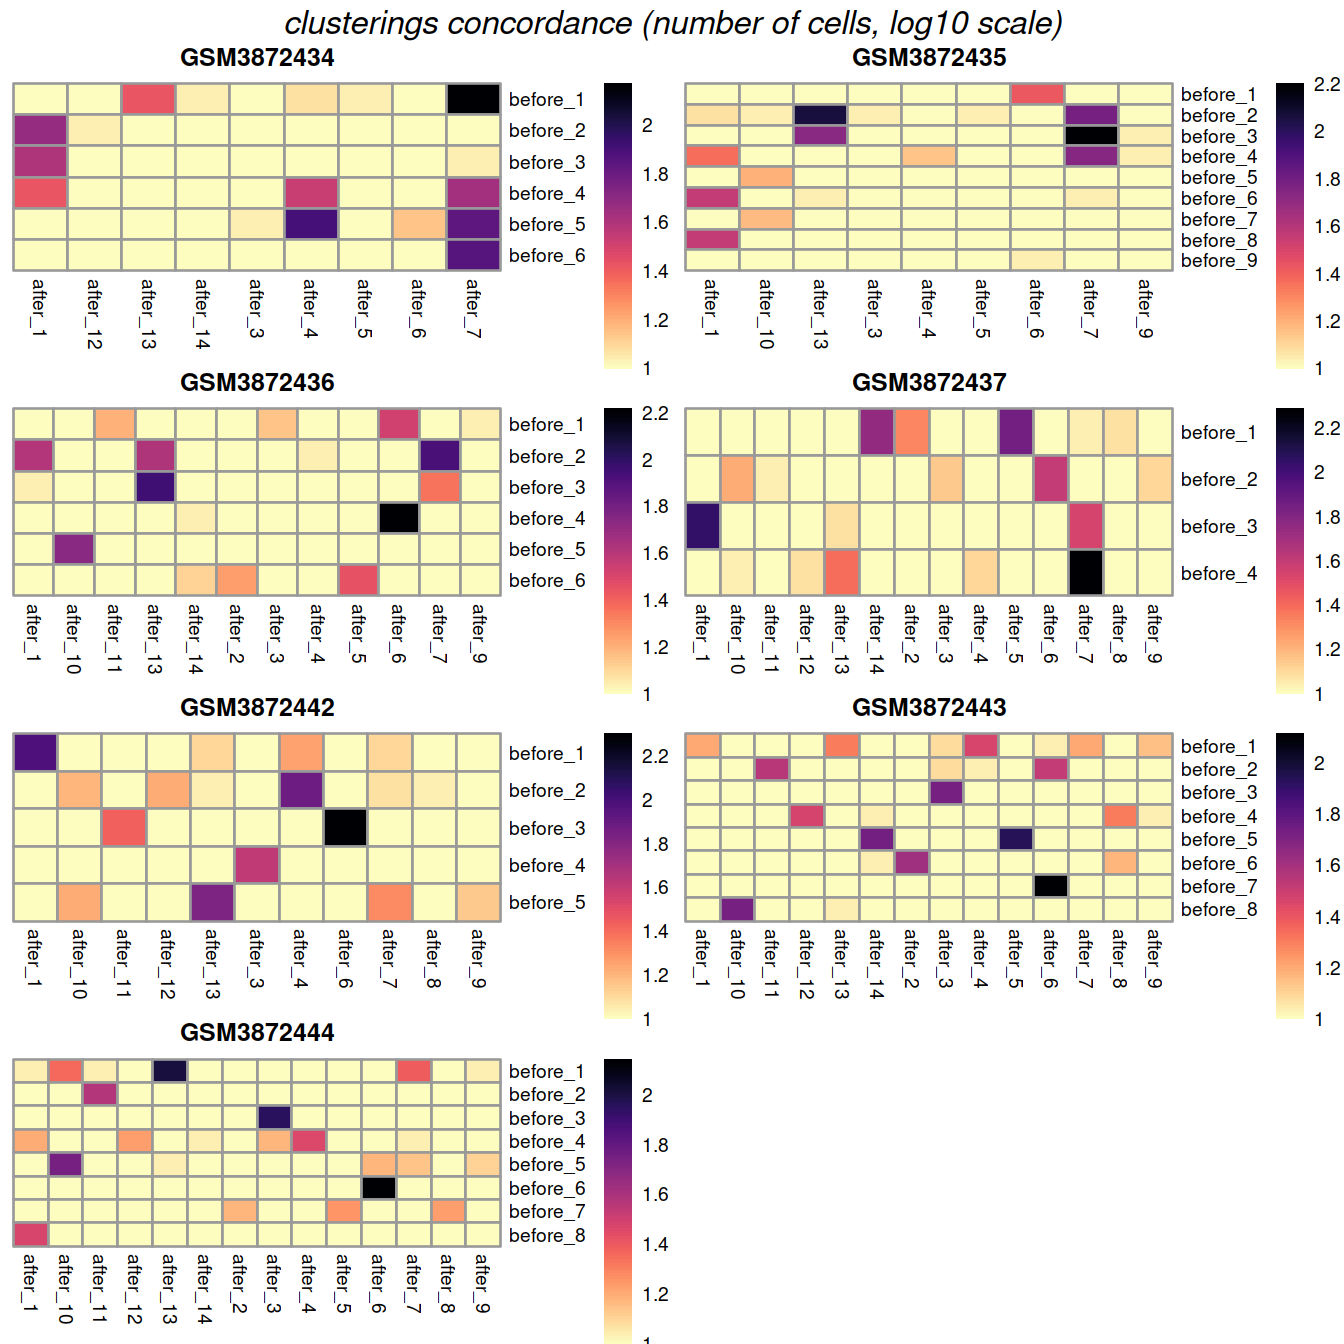 clusterings concordance (number of cells, log10 scale)
GSM3872434
before_1
before_2
before_3
before_4
before_5
before_6
after_1
after_12
after_13
after_14
after_3
after_4
after_5
after_6
after_7
2
1.8
1.6
1.4
1.2
1
GSM3872435
before_1
before_2
before_3
before_4
before_5
before_6
before_7
before_8
before_9
after_1
after_10
after_13
after_3
after_4
after_5
after_6
after_7
after_9
2.2
2
1.8
1.6
1.4
1.2
1
GSM3872436
before_1
before_2
before_3
before_4
before_5
before_6
after_1
after_10
after_11
after_13
after_14
after_2
after_3
after_4
after_5
after_6
after_7
after_9
2.2
2
1.8
1.6
1.4
1.2
1
GSM3872437
before_1
before_2
before_3
before_4
after_1
after_10
after_11
after_12
after_13
after_14
after_2
after_3
after_4
after_5
after_6
after_7
after_8
after_9
2.2
2
1.8
1.6
1.4
1.2
1
GSM3872442
before_1
before_2
before_3
before_4
before_5
after_1
after_10
after_11
after_12
after_13
after_3
after_4
after_6
after_7
after_8
after_9
2.2
2
1.8
1.6
1.4
1.2
1
GSM3872443
before_1
before_2
before_3
before_4
before_5
before_6
before_7
before_8
after_1
after_10
after_11
after_12
after_13
after_14
after_2
after_3
after_4
after_5
after_6
after_7
after_8
after_9
2
1.8
1.6
1.4
1.2
1
GSM3872444
before_1
before_2
before_3
before_4
before_5
before_6
before_7
before_8
after_1
after_10
after_11
after_12
after_13
after_14
after_2
after_3
after_4
after_5
after_6
after_7
after_8
after_9
2
1.8
1.6
1.4
1.2
1